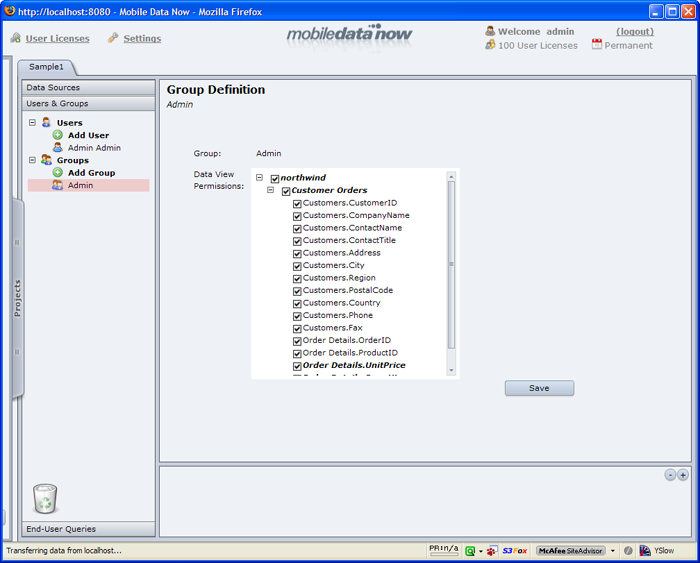 http://localhost:8080 - Mobile Data Now - Mozilla Firefox
User Licenses
Settings
mobiledata now
Welcome admin
(logout)
100 User Licenses
Permanent
Sample1
Data Sources
Users & Groups
Users
Add User
Admin Admin
Groups
Add Group
Admin
Projects
End-User Queries
Group Definition
Admin
Group:
Admin
Data View
Permissions:
northwind
Customer Orders
Customers.CustomerID
Customers.CompanyName
Customers.ContactName
Customers.ContactTitle
Customers.Address
Customers.City
Customers.Region
Customers.PostalCode
Customers.Country
Customers.Phone
Customers.Fax
Order Details.OrderID
Order Details.ProductID
Order Details.UnitPrice
Save
Transferring data from localhost...
PR: n/a
S3Fox
McAfee SiteAdvisor
YSlow